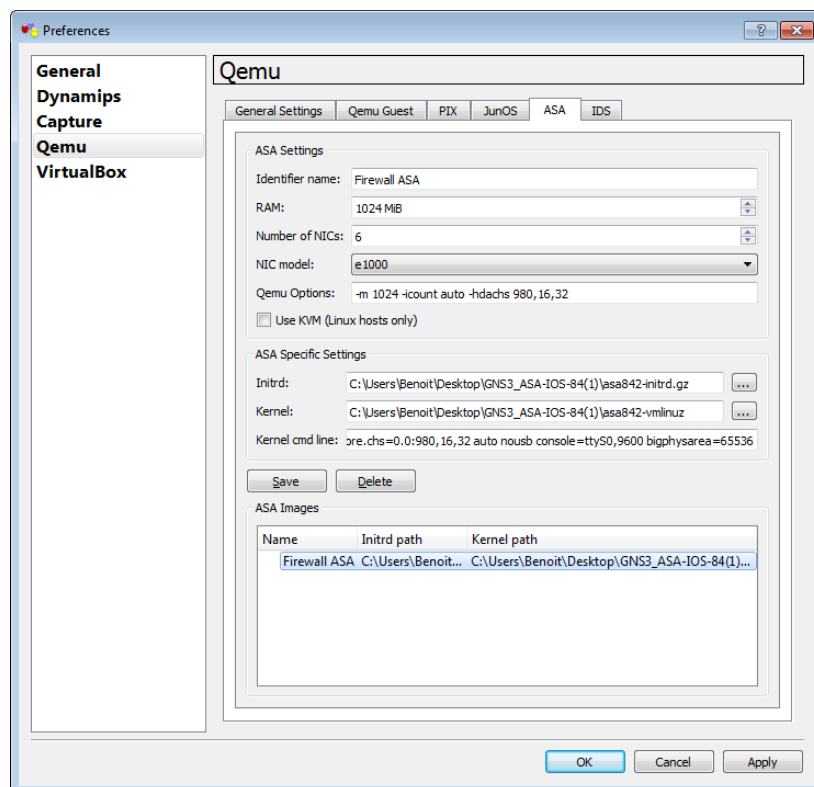 Preferences
General
Dynamips
Capture
Qemu
VirtualBox
Qemu
General Settings Qemu Guest PIX JunOS ASA IDS
ASA Settings
Identifier name: Firewall ASA
RAM: 1024 MiB
Number of NICs: 6
NIC model: e1000
Qemu Options: -m 1024 -icount auto -hdachs 980,16,32
Use KVM (Linux hosts only)
ASA Specific Settings
Initrd: C:\Users\Benoit\Desktop\GNS3_ASA-IOS-84(1)\asa842-initrd.gz ...
Kernel: C:\Users\Benoit\Desktop\GNS3_ASA-IOS-84(1)\asa842-vmlinuz ...
Kernel cmd line: ore.chs=0.0:980,16,32 auto nousb console=ttyS0,9600 bigphysarea=65536
Save Delete
ASA Images
Name Initrd path Kernel path
Firewall ASA C:\Users\Benoit... C:\Users\Benoit\Desktop\GNS3_ASA-IOS-84(1)...
OK Cancel Apply